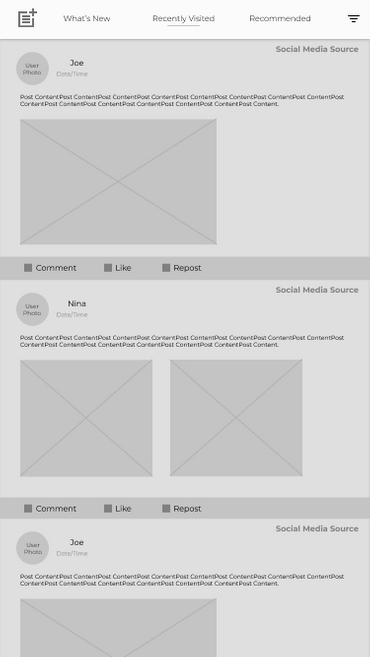 What's New
Recently Visited
Recommended
Social Media Source
User
Photo
Joe
Date/Time
Post ContentPost ContentPost ContentPost ContentPost ContentPost ContentPost ContentPost
ContentPost ContentPost ContentPost ContentPost ContentPost ContentPost Content.
Comment
Like
Repost
Social Media Source
User
Photo
Nina
Date/Time
Post ContentPost ContentPost ContentPost ContentPost ContentPost ContentPost ContentPost
ContentPost ContentPost ContentPost ContentPost ContentPost ContentPost Content.
Comment
Like
Repost
Social Media Source
User
Photo
Joe
Date/Time
Post ContentPost ContentPost ContentPost ContentPost ContentPost ContentPost ContentPost
ContentPost ContentPost ContentPost ContentPost ContentPost ContentPost Content.